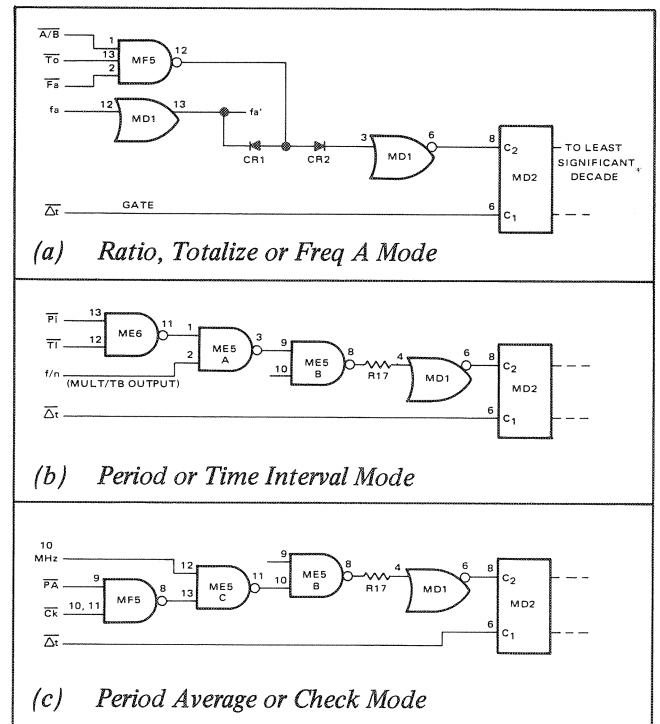 A/B 1
To 13 MF5 12
Fa 2
fa 12 MD1 13 fa'
CR1 CR2 3 MD1 6 8 C2
MD2
TO LEAST
SIGNIFICANT
DECADE
Δt GATE 6 C1
(a) Ratio, Totalize or Freq A Mode
Pi 13
TI 12 ME6 11 1
f/n 2 ME5 A 3 9
(MULT/TB OUTPUT) 10 ME5 B 8 R17 4 MD1 6 8 C2
MD2
Δt 6 C1
(b) Period or Time Interval Mode
10
MHz 12
PA 9
Ck 10, 11 MF5 8 13 ME5 C 11 9
10 ME5 B 8 R17 4 MD1 6 8 C2
MD2
Δt 6 C1
(c) Period Average or Check Mode